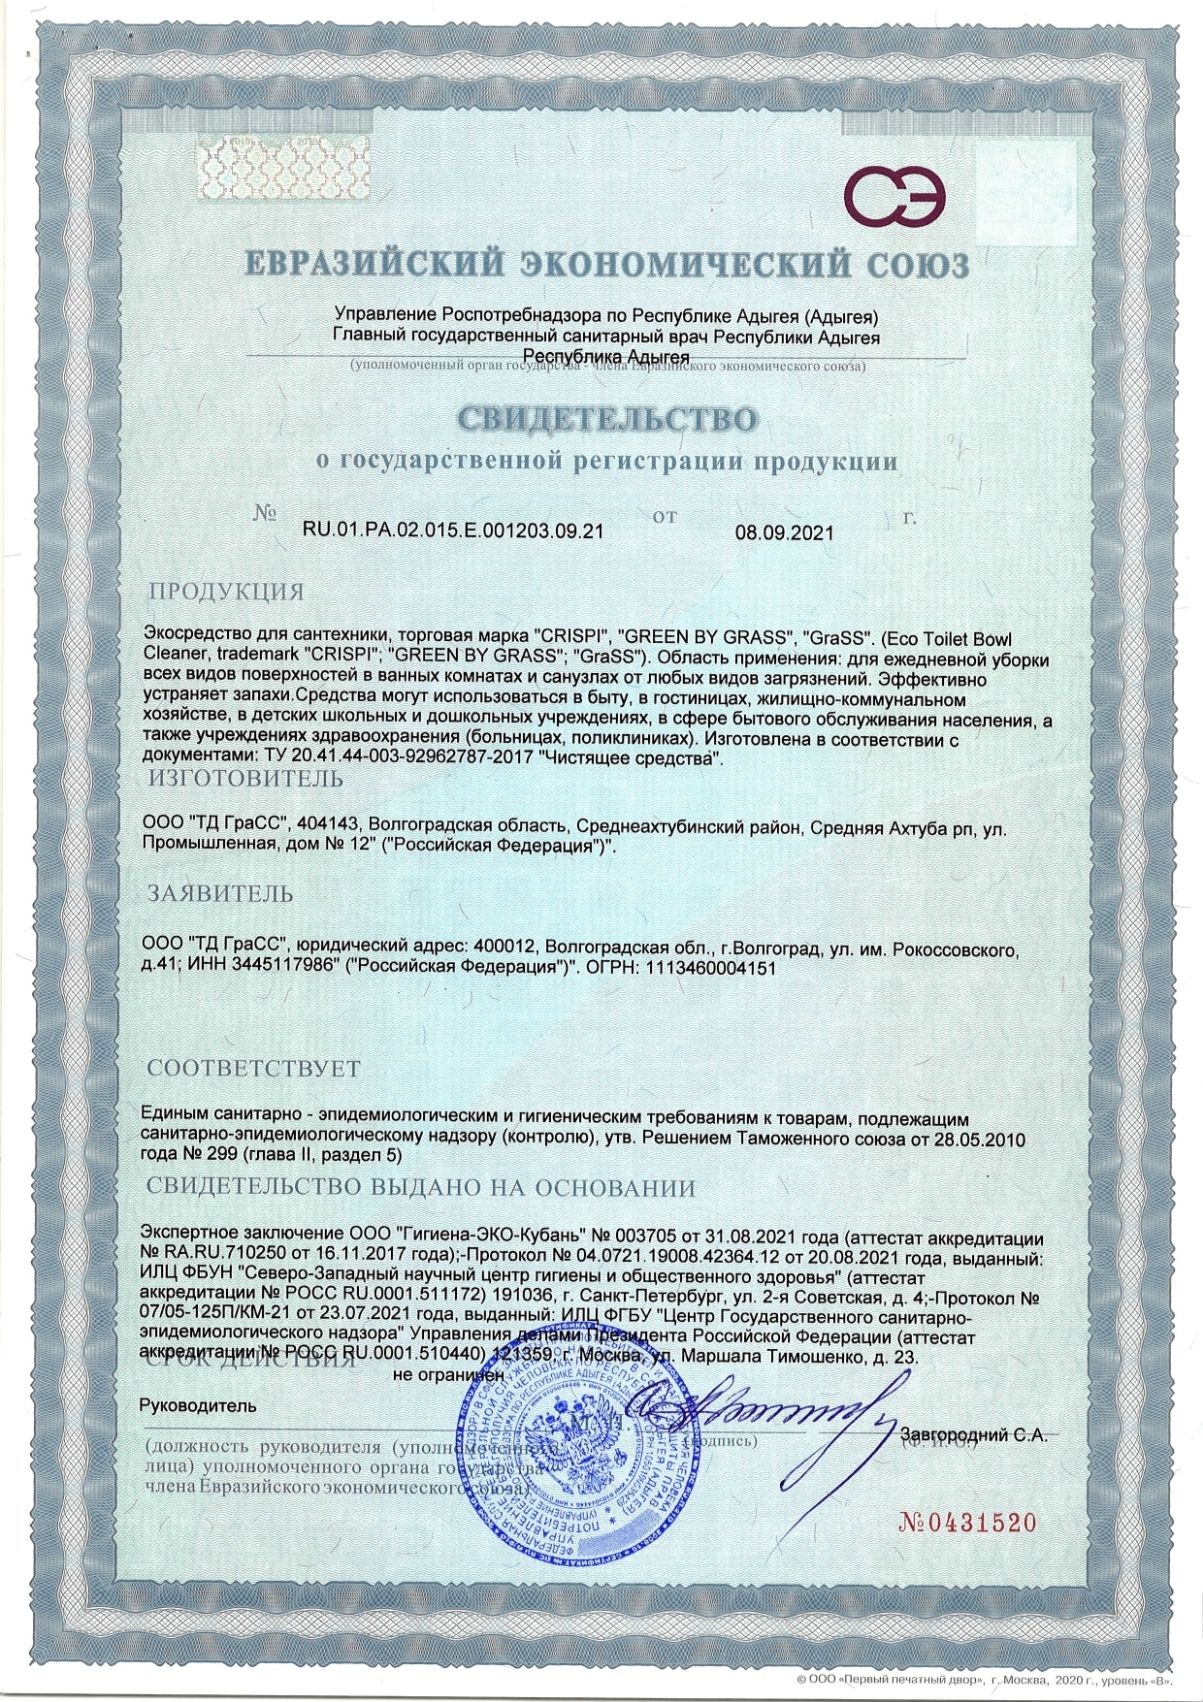 СЭ
ЕВРАЗИЙСКИЙ ЭКОНОМИЧЕСКИЙ СОЮЗ
Управление Роспотребнадзора по Республике Адыгея (Адыгея)
Главный государственный санитарный врач Республики Адыгея
Республика Адыгея
(уполномоченный орган государства - члена Евразийского экономического союза)
СВИДЕТЕЛЬСТВО
о государственной регистрации продукции
№ RU.01.РА.02.015.Е.001203.09.21 от 08.09.2021 г.
ПРОДУКЦИЯ
Экосредство для сантехники, торговая марка "CRISPI", "GREEN BY GRASS", "GraSS". (Eco Toilet Bowl
Cleaner, trademark "CRISPI"; "GREEN BY GRASS"; "GraSS"). Область применения: для ежедневной уборки
всех видов поверхностей в ванных комнатах и санузлах от любых видов загрязнений. Эффективно
устраняет запахи.Средства могут использоваться в быту, в гостиницах, жилищно-коммунальном
хозяйстве, в детских школьных и дошкольных учреждениях, в сфере бытового обслуживания населения, а
также учреждениях здравоохранения (больницах, поликлиниках). Изготовлена в соответствии с
документами: ТУ 20.41.44-003-92962787-2017 "Чистящее средства".
ИЗГОТОВИТЕЛЬ
ООО "ТД ГраСС", 404143, Волгоградская область, Среднеахтубинский район, Средняя Ахтуба рп, ул.
Промышленная, дом № 12" ("Российская Федерация")".
ЗАЯВИТЕЛЬ
ООО "ТД ГраСС", юридический адрес: 400012, Волгоградская обл., г.Волгоград, ул. им. Рокоссовского,
д.41; ИНН 3445117986" ("Российская Федерация")". ОГРН: 1113460004151
СООТВЕТСТВУЕТ
Единым санитарно - эпидемиологическим и гигиеническим требованиям к товарам, подлежащим
санитарно-эпидемиологическому надзору (контролю), утв. Решением Таможенного союза от 28.05.2010
года № 299 (глава II, раздел 5)
СВИДЕТЕЛЬСТВО ВЫДАНО НА ОСНОВАНИИ
Экспертное заключение ООО "Гигиена-ЭКО-Кубань" № 003705 от 31.08.2021 года (аттестат аккредитации
№ RA.RU.710250 от 16.11.2017 года);-Протокол № 04.0721.19008.42364.12 от 20.08.2021 года, выданный:
ИЛЦ ФБУН "Северо-Западный научный центр гигиены и общественного здоровья" (аттестат
аккредитации № РОСС RU.0001.511172) 191036, г. Санкт-Петербург, ул. 2-я Советская, д. 4;-Протокол №
07/05-125П/КМ-21 от 23.07.2021 года, выданный: ИЛЦ ФГБУ "Центр Государственного санитарно-
эпидемиологического надзора" Управления делами Президента Российской Федерации (аттестат
аккредитации № РОСС RU.0001.510440) 121359, г. Москва, ул. Маршала Тимошенко, д. 23.
СРОК ДЕЙСТВИЯ
не ограничен
Руководитель
(подпись)
Завгородний С.А.
(Ф. И. О.)
(должность руководителя (уполномоченного
лица) уполномоченного органа государства-
члена Евразийского экономического союза)
№0431520
© ООО «Первый печатный двор», г. Москва, 2020 г., уровень «В».